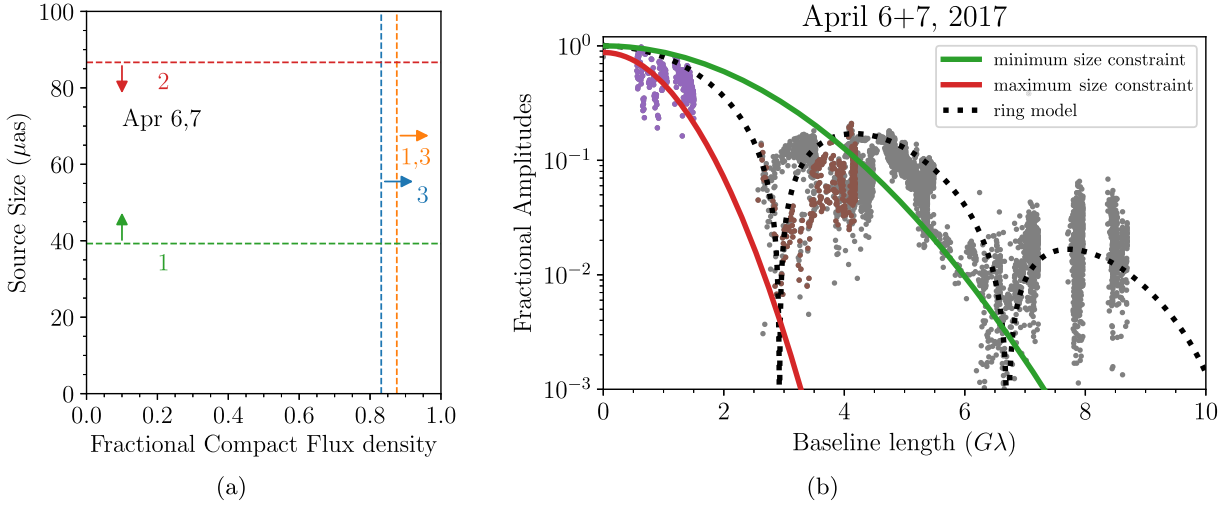 100
80
60
40
20
0
0.0 0.2 0.4 0.6 0.8 1.0
Source Size (μas)
Fractional Compact Flux density
2
Apr 6,7
1,3
3
1
(a)
April 6+7, 2017
10⁰
10⁻¹
10⁻²
10⁻³
0 2 4 6 8 10
Fractional Amplitudes
Baseline length (Gλ)
minimum size constraint
maximum size constraint
ring model
(b)